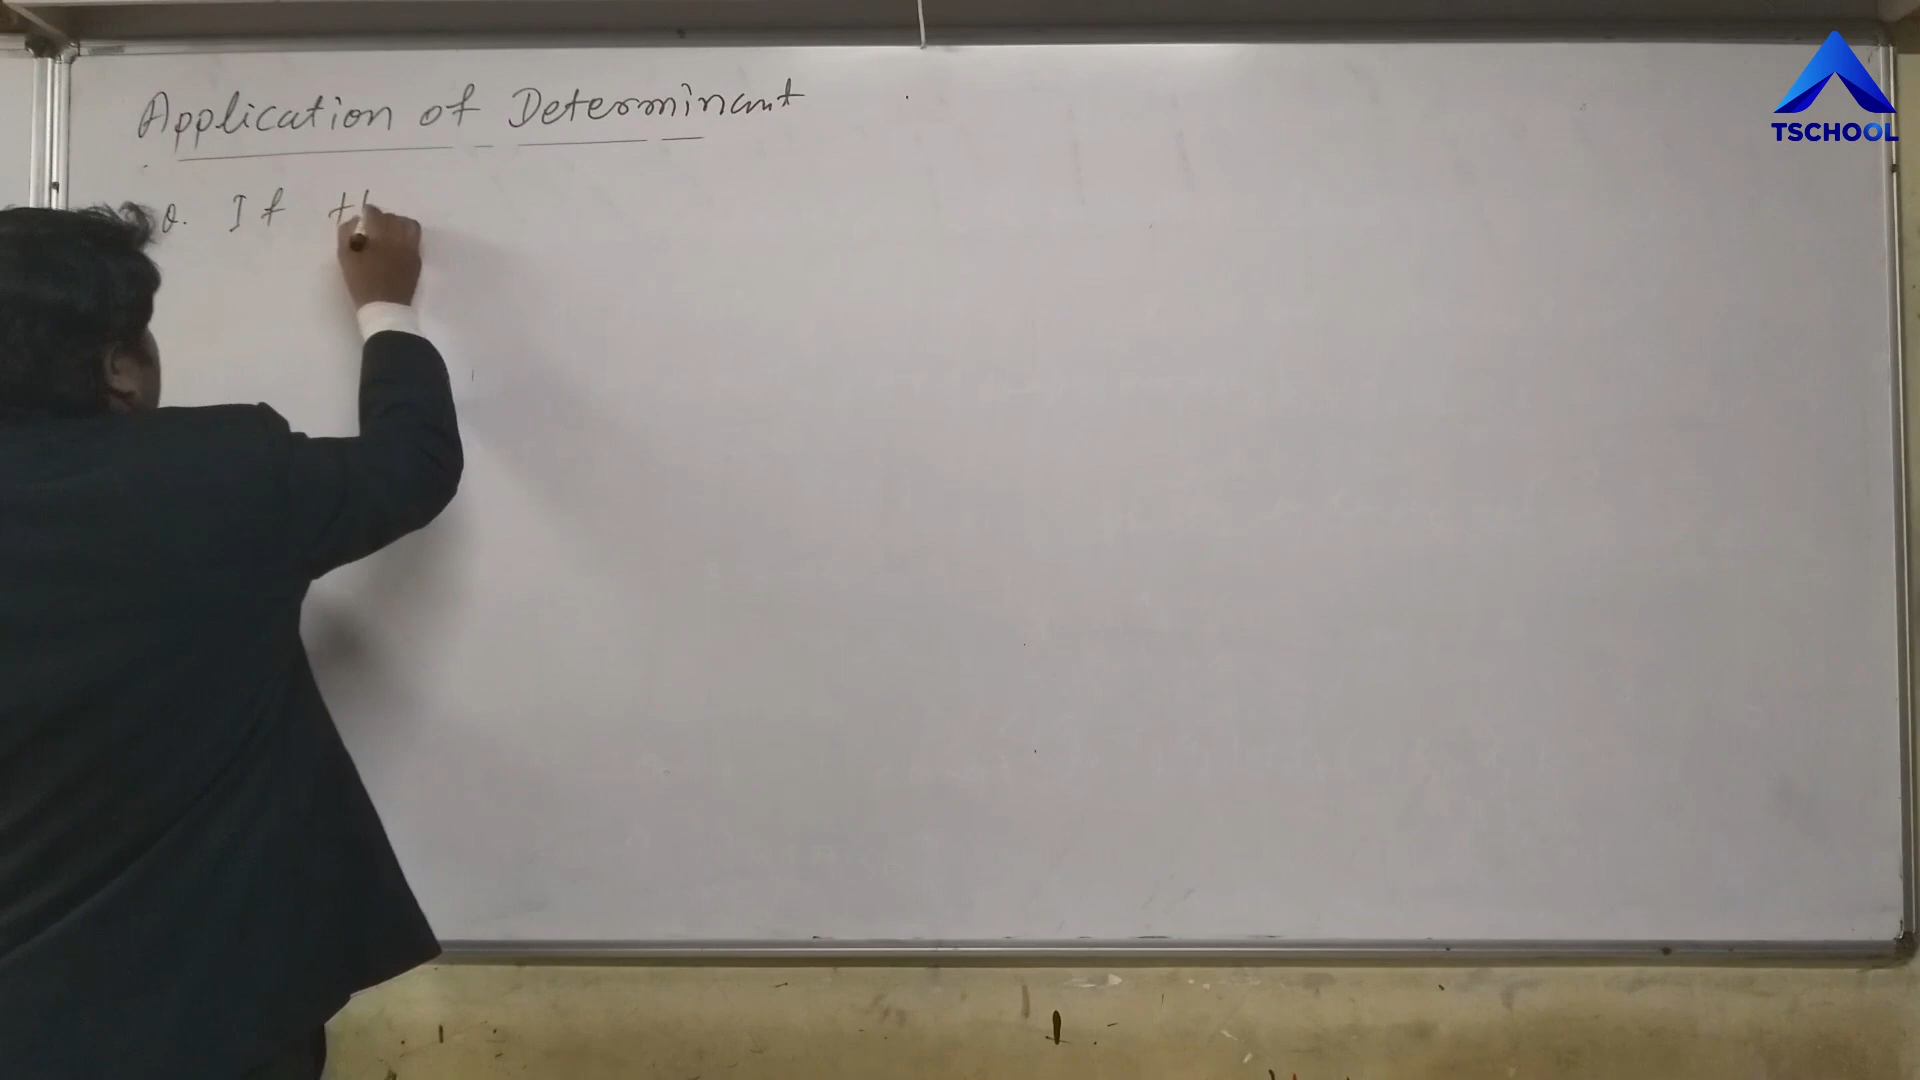 Application of Determinant
Q. If th
TSCHOOL